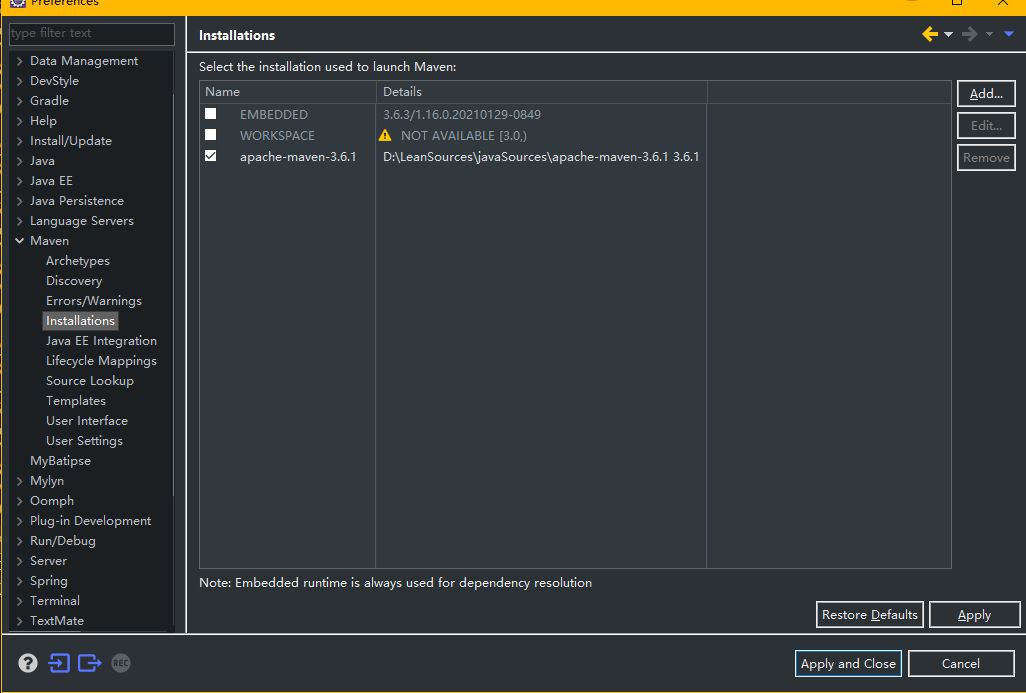 Preferences
type filter text
Data Management
DevStyle
Gradle
Help
Install/Update
Java
Java EE
Java Persistence
Language Servers
Maven
Archetypes
Discovery
Errors/Warnings
Installations
Java EE Integration
Lifecycle Mappings
Source Lookup
Templates
User Interface
User Settings
MyBatipse
Mylyn
Oomph
Plug-in Development
Run/Debug
Server
Spring
Terminal
TextMate
Installations
Select the installation used to launch Maven:
Name Details
EMBEDDED 3.6.3/1.16.0.20210129-0849
WORKSPACE NOT AVAILABLE [3.0,)
apache-maven-3.6.1 D:\LeanSources\javaSources\apache-maven-3.6.1 3.6.1
Add...
Edit...
Remove
Note: Embedded runtime is always used for dependency resolution
Restore Defaults Apply
? REC
Apply and Close Cancel